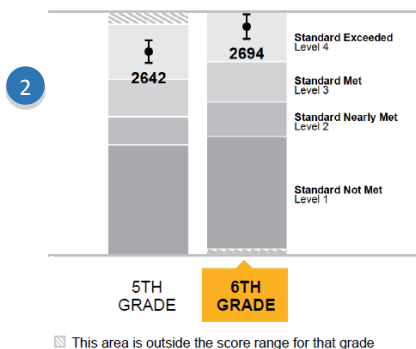 Standard Exceeded
Level 4
2694
2642
2
Standard Met
Level 3
Standard Nearly Met
Level 2
Standard Not Met
Level 1
5TH
GRADE
6TH
GRADE
This area is outside the score range for that grade